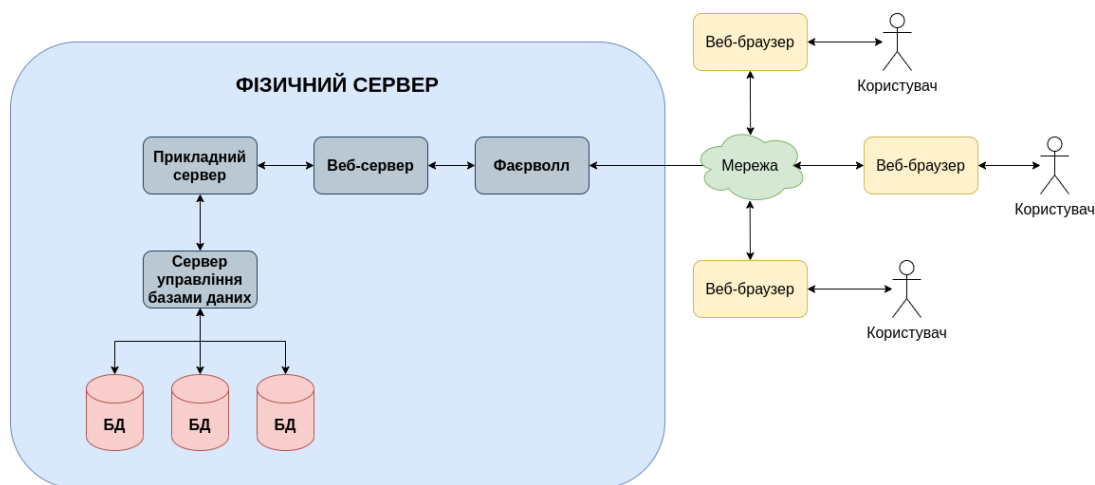 ФІЗИЧНИЙ СЕРВЕР
Прикладний
сервер
Веб-сервер
Фаєрволл
Сервер
управління
базами даних
БД
БД
БД
Мережа
Веб-браузер
Користувач
Веб-браузер
Користувач
Веб-браузер
Користувач